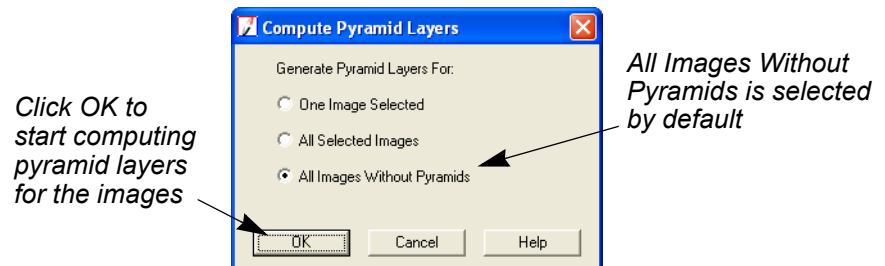 Compute Pyramid Layers
Generate Pyramid Layers For:
One Image Selected
All Selected Images
All Images Without Pyramids
OK
Cancel
Help
Click OK to
start computing
pyramid layers
for the images
All Images Without
Pyramids is selected
by default